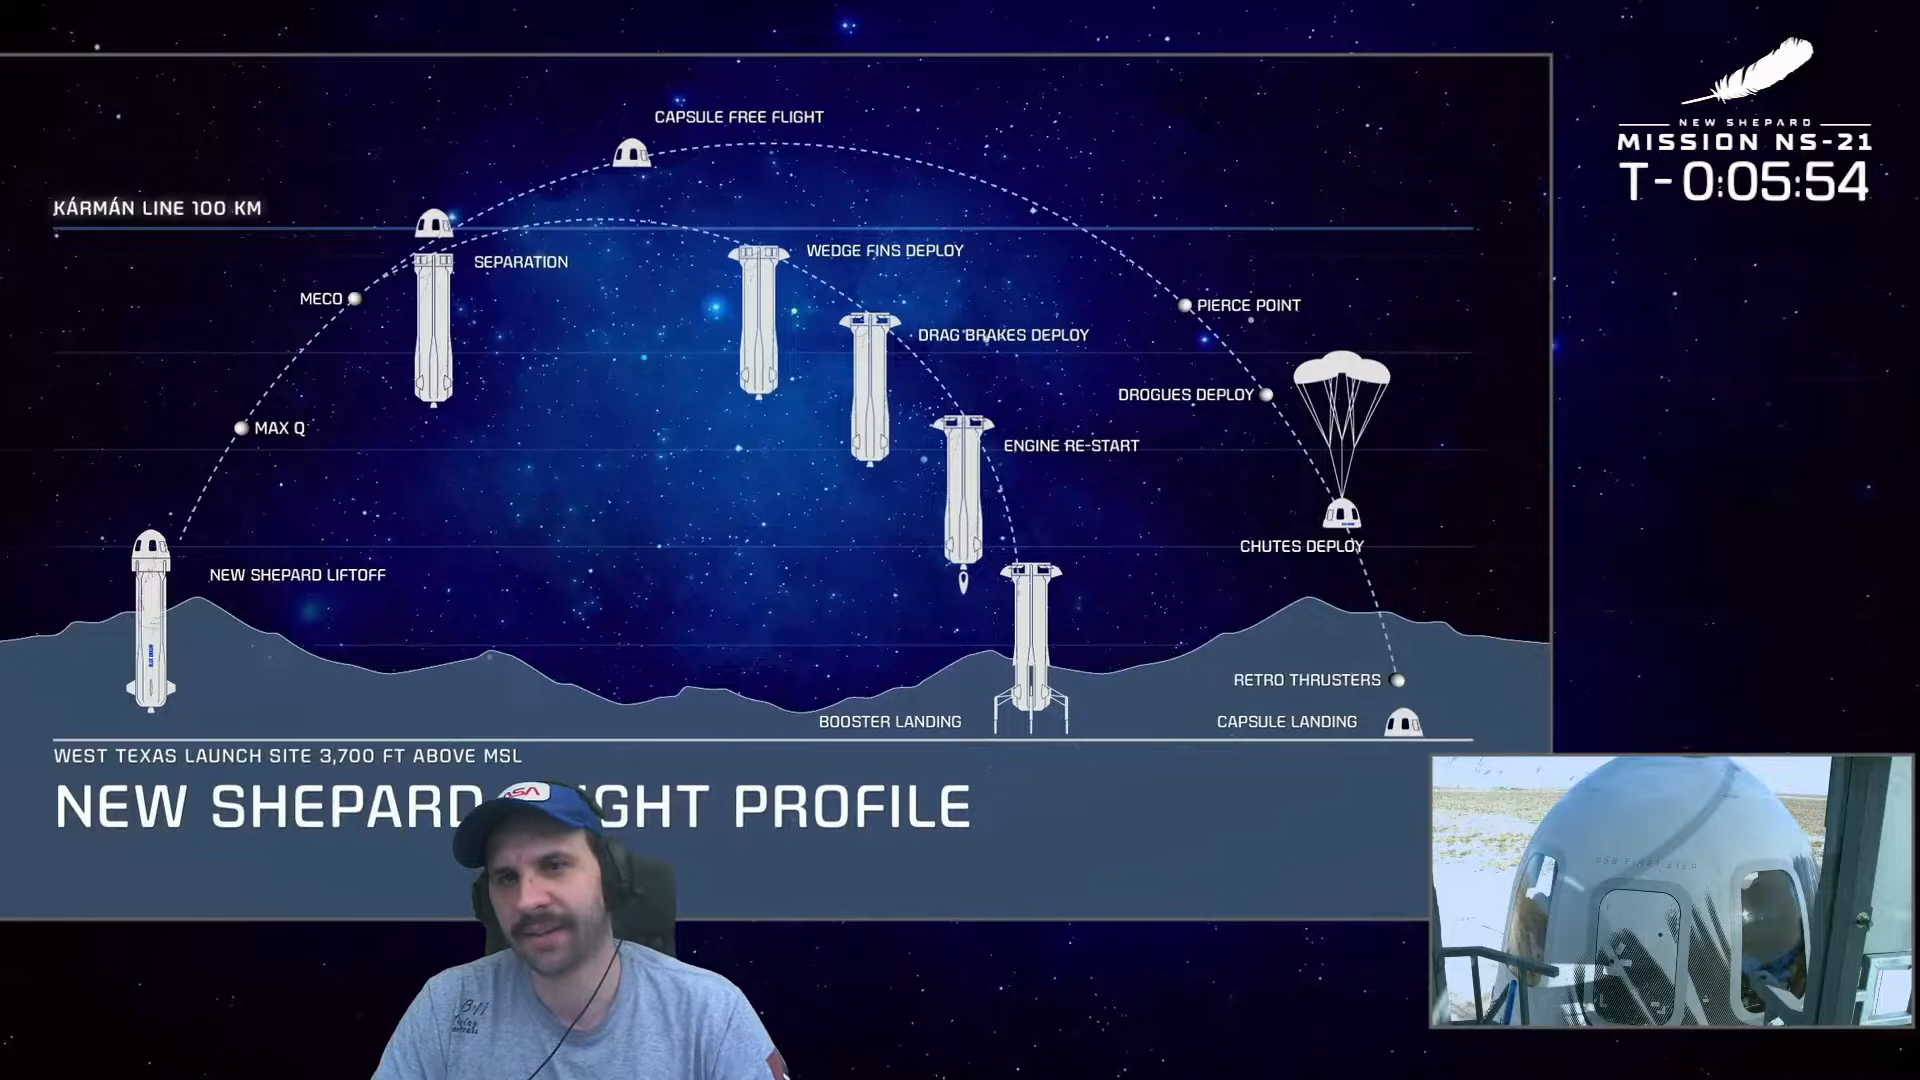 CAPSULE FREE FLIGHT
NEW SHEPARD
MISSION NS-21
T-0:05:54
KÁRMÁN LINE 100 KM
SEPARATION
WEDGE FINS DEPLOY
MECO
PIERCE POINT
DRAG BRAKES DEPLOY
DROGUES DEPLOY
MAX Q
ENGINE RE-START
CHUTES DEPLOY
NEW SHEPARD LIFTOFF
RETRO THRUSTERS
BOOSTER LANDING
CAPSULE LANDING
WEST TEXAS LAUNCH SITE 3,700 FT ABOVE MSL
NEW SHEPARD GHT PROFILE